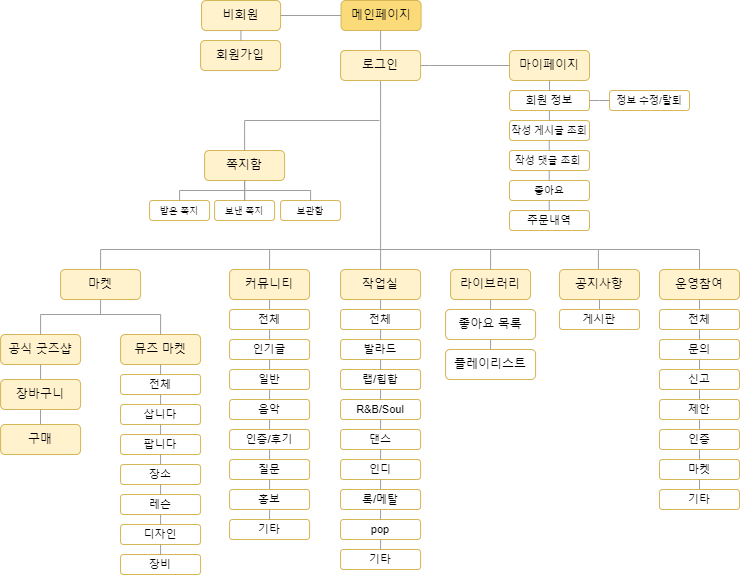 비회원
메인페이지
회원가입
로그인
마이페이지
회원 정보
정보 수정/탈퇴
작성 게시글 조회
작성 댓글 조회
좋아요
주문내역
쪽지함
받은 쪽지
보낸 쪽지
보관함
마켓
커뮤니티
작업실
라이브러리
공지사항
운영참여
공식 굿즈샵
장바구니
구매
뮤즈 마켓
전체
삽니다
팝니다
장소
레슨
디자인
장비
전체
인기글
일반
음악
인증/후기
질문
홍보
기타
전체
발라드
랩/힙합
R&B/Soul
댄스
인디
록/메탈
pop
기타
좋아요 목록
플레이리스트
게시판
전체
문의
신고
제안
인증
마켓
기타